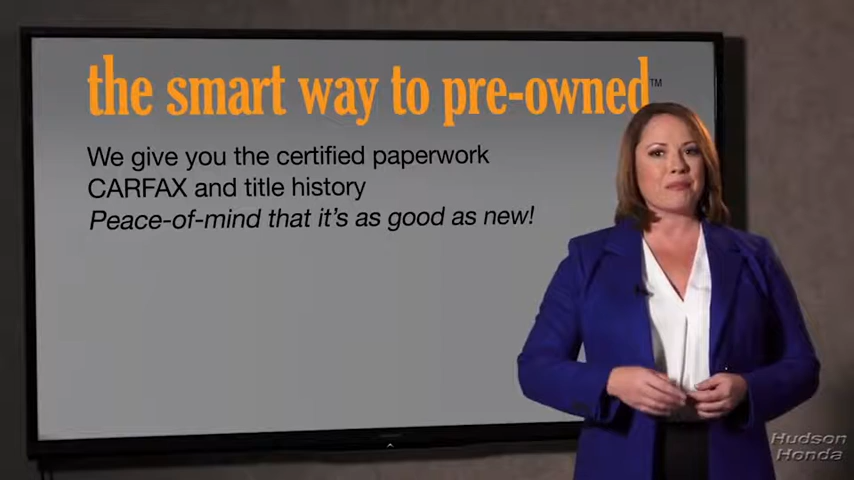 the smart way to pre-owned™
We give you the certified paperwork
CARFAX and title history
Peace-of-mind that it's as good as new!
Hudson
Honda